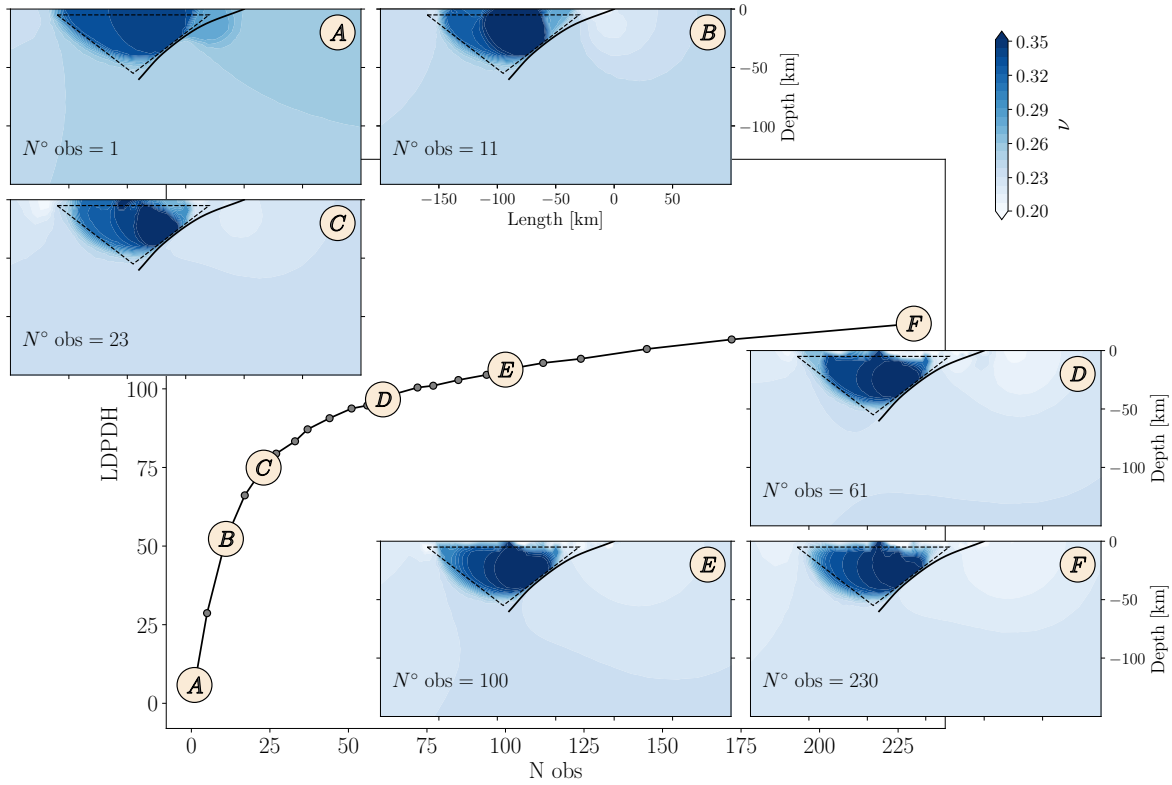 A
N° obs = 1
B
N° obs = 11
0
−50
−100
Depth [km]
−150
−100
−50
0
50
Length [km]
0.35
0.32
0.29
0.26
0.23
0.20
ν
C
N° obs = 23
D
N° obs = 61
0
−50
−100
Depth [km]
E
N° obs = 100
F
N° obs = 230
0
−50
−100
Depth [km]
A
B
C
D
E
F
100
75
50
25
0
LDPDH
0
25
50
75
100
125
150
175
200
225
N obs